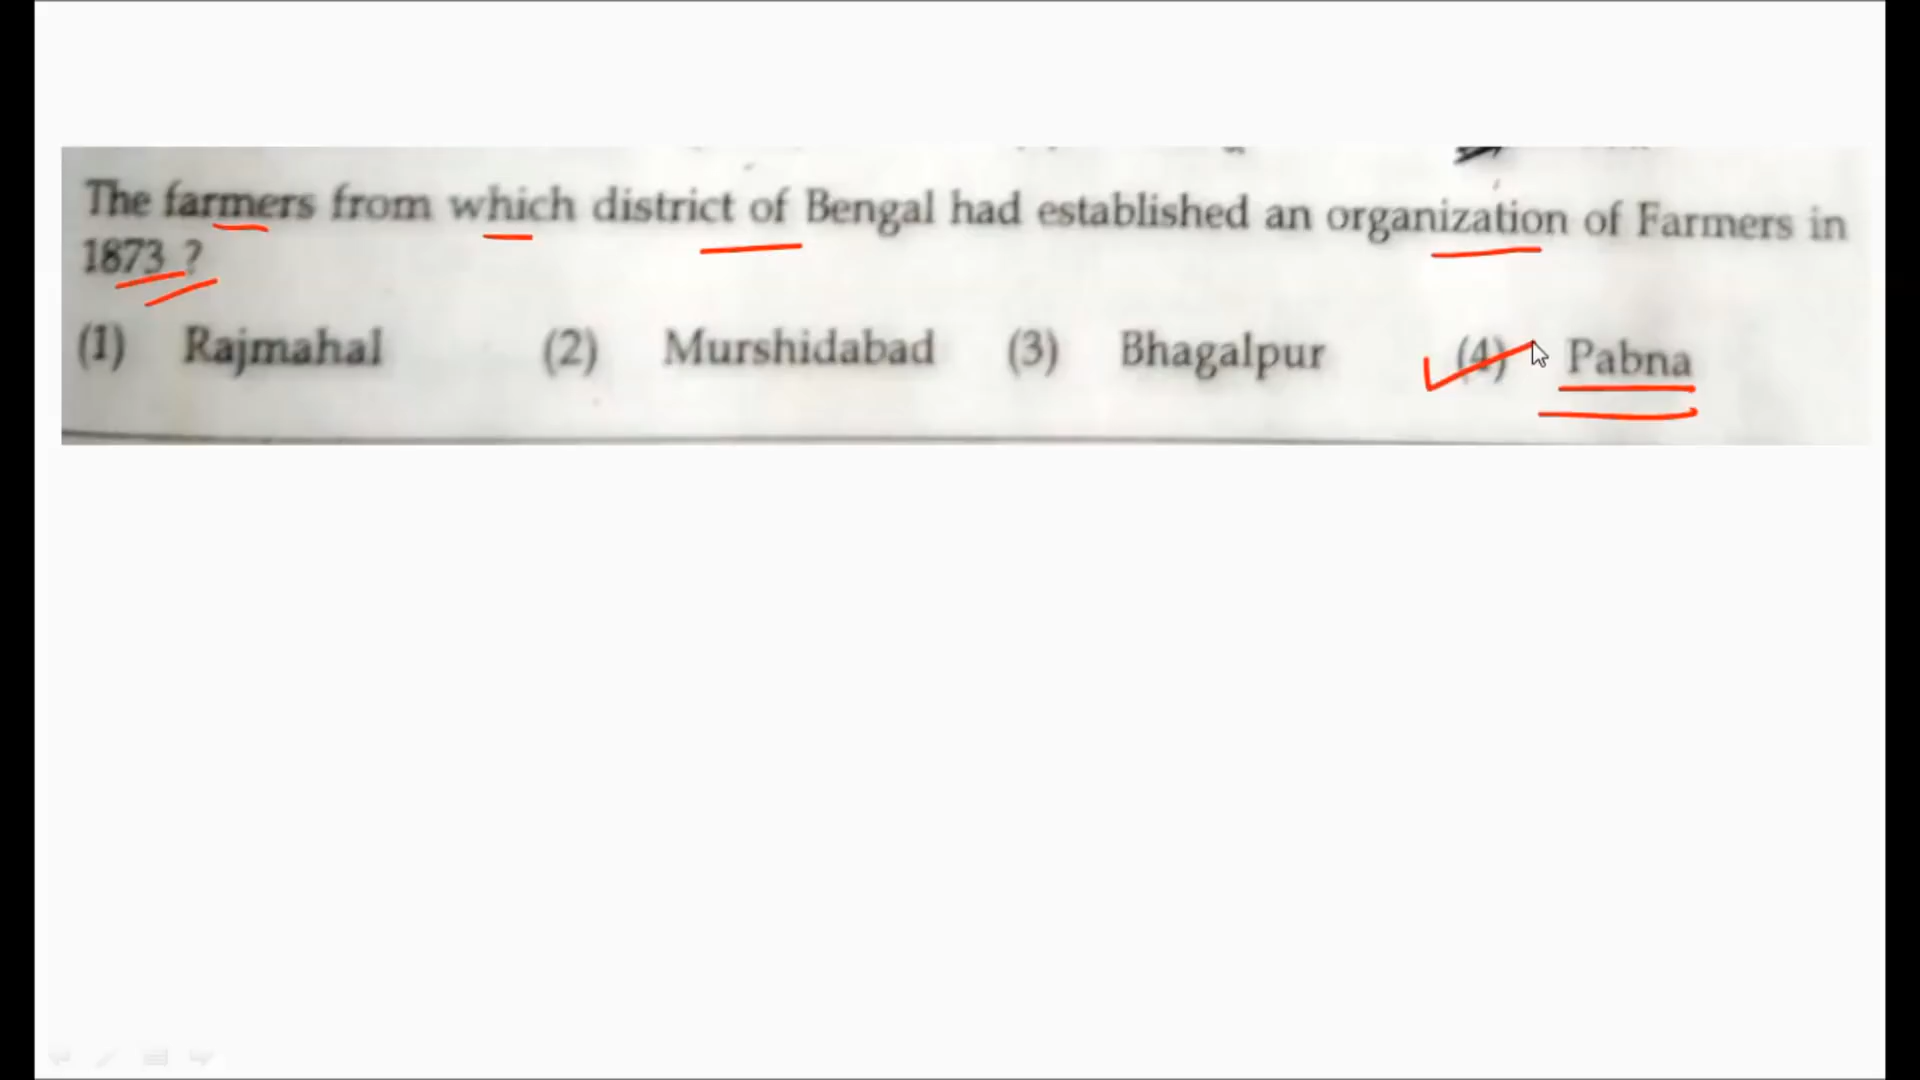 The farmers from which district of Bengal had established an organization of Farmers in
1873 ?
(1) Rajmahal (2) Murshidabad (3) Bhagalpur (4) Pabna